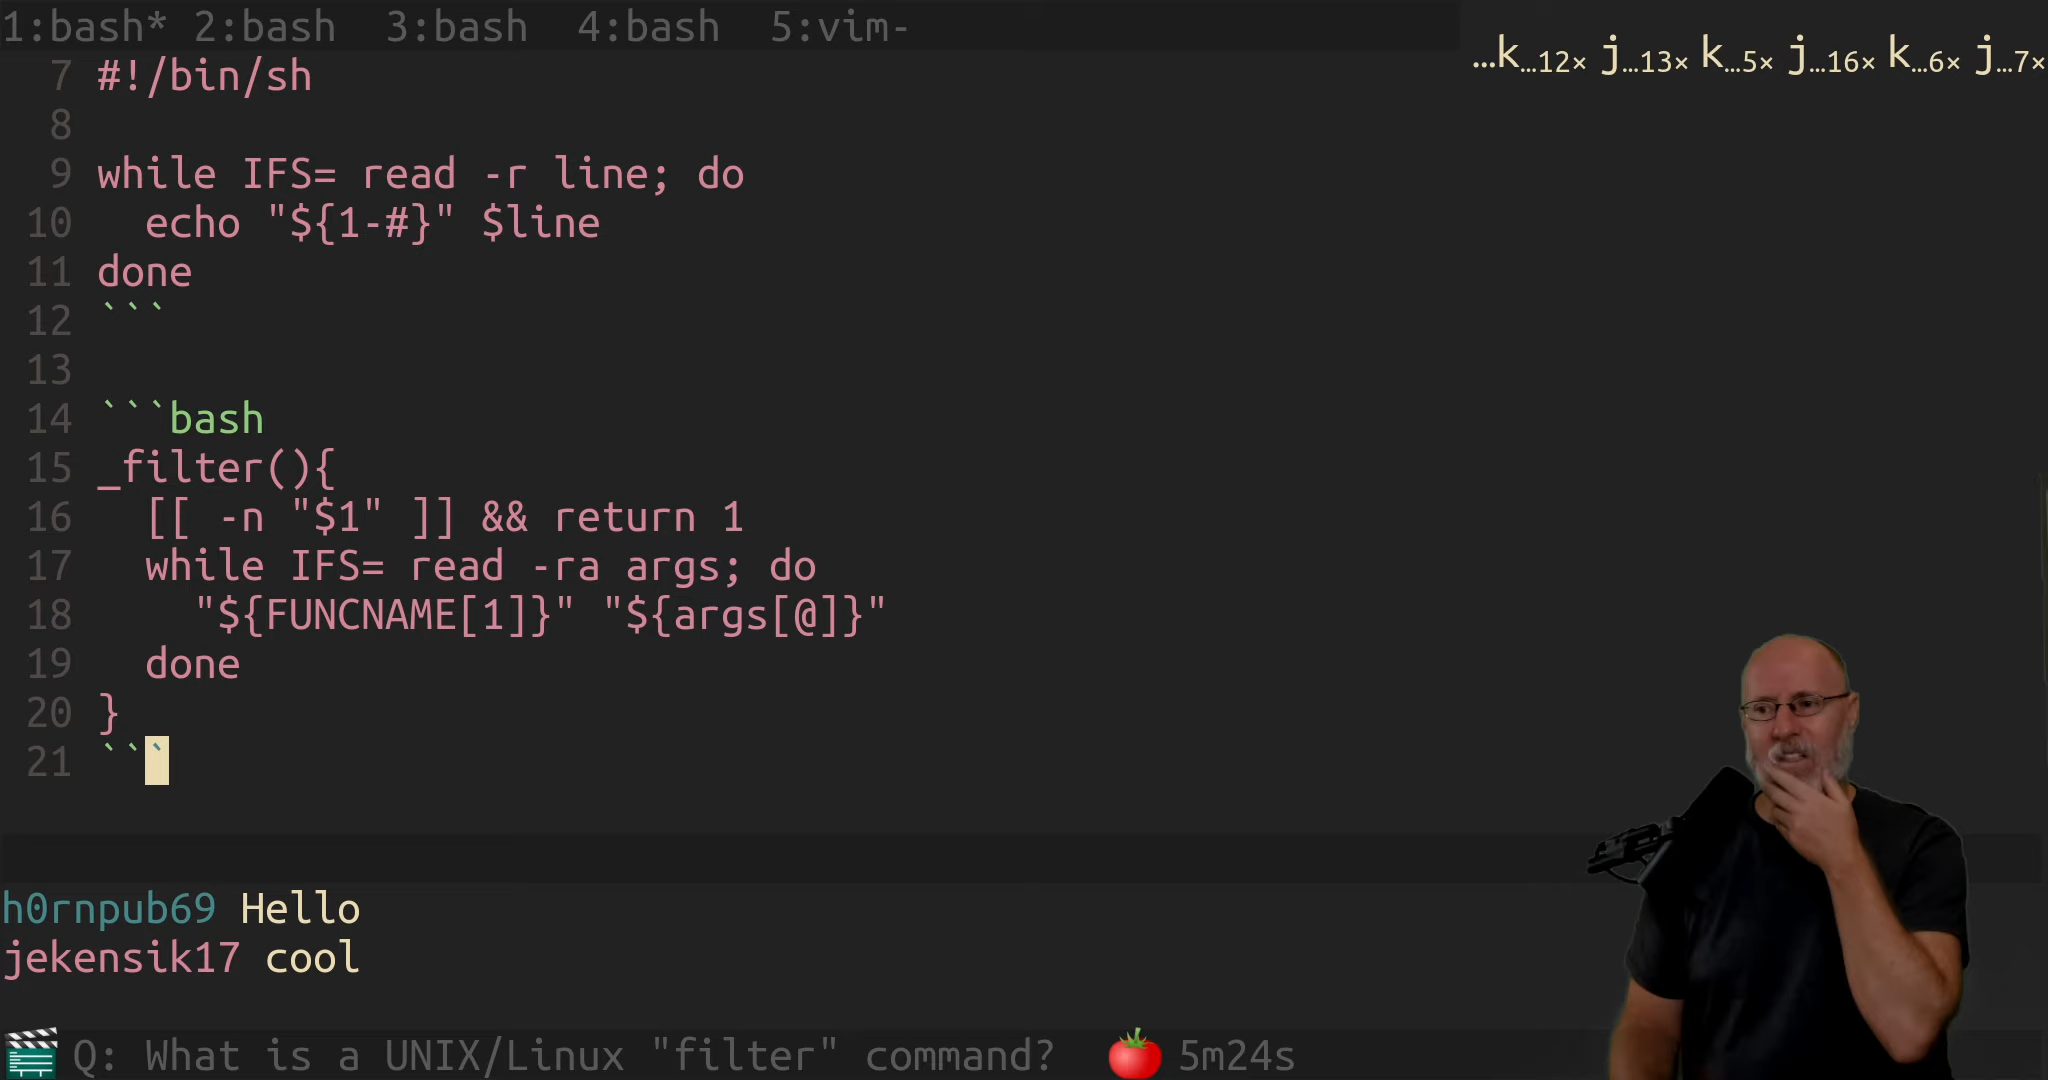 1:bash* 2:bash  3:bash  4:bash  5:vim-
…k…12× j…13× k…5× j…16× k…6× j…7×
7 #!/bin/sh
8
9 while IFS= read -r line; do
10   echo "${1-#}" $line
11 done
12 ```
13
14 ```bash
15 _filter(){
16   [[ -n "$1" ]] && return 1
17   while IFS= read -ra args; do
18     "${FUNCNAME[1]}" "${args[@]}"
19   done
20 }
21 ```
h0rnpub69 Hello
jekensik17 cool
Q: What is a UNIX/Linux "filter" command? 5m24s